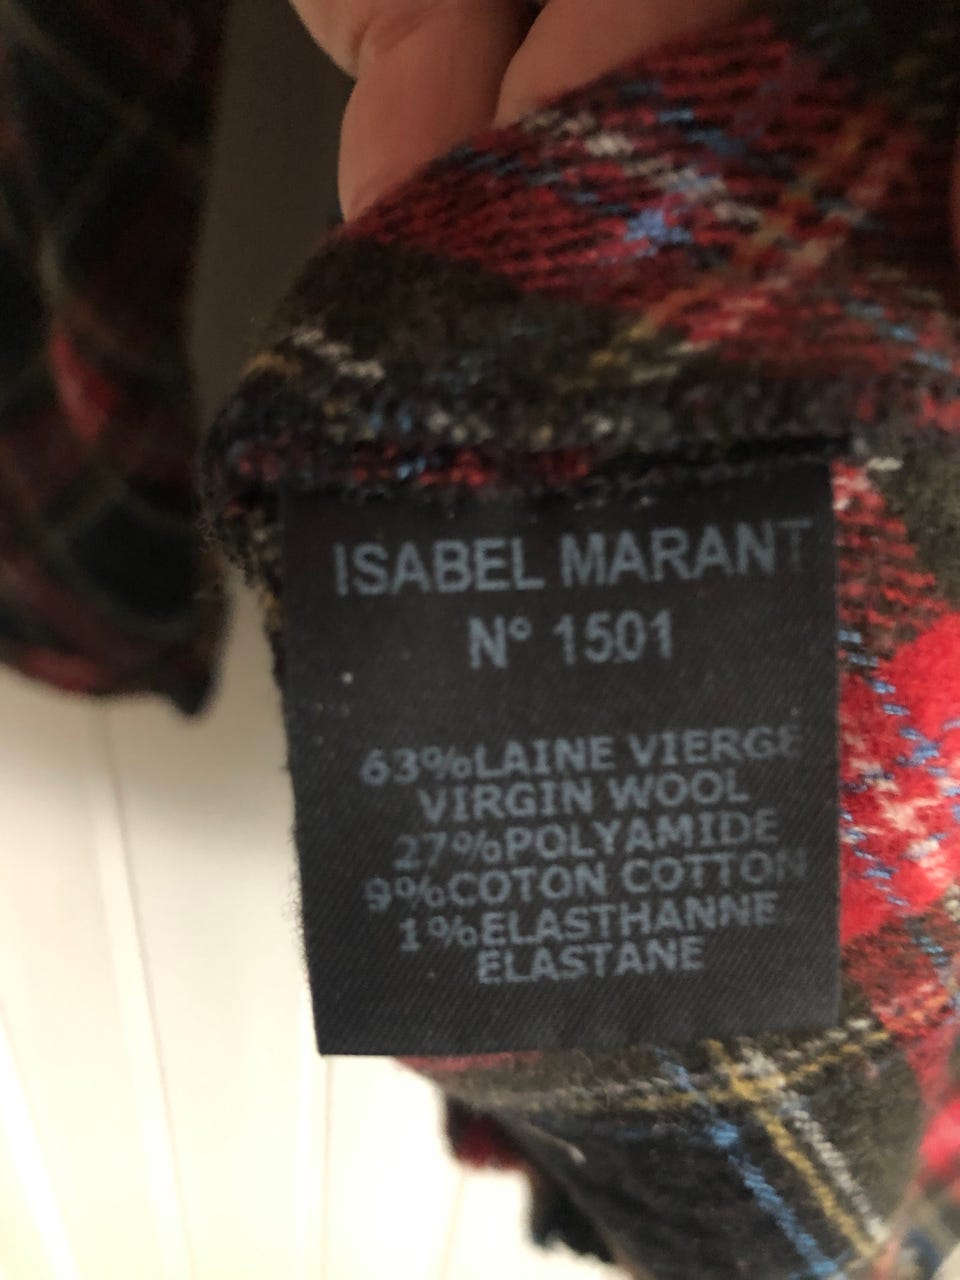 ISABEL MARANT
N° 1501
63%LAINE VIERGE
VIRGIN WOOL
27%POLYAMIDE
9%COTON COTTON
1%ELASTHANNE
ELASTANE